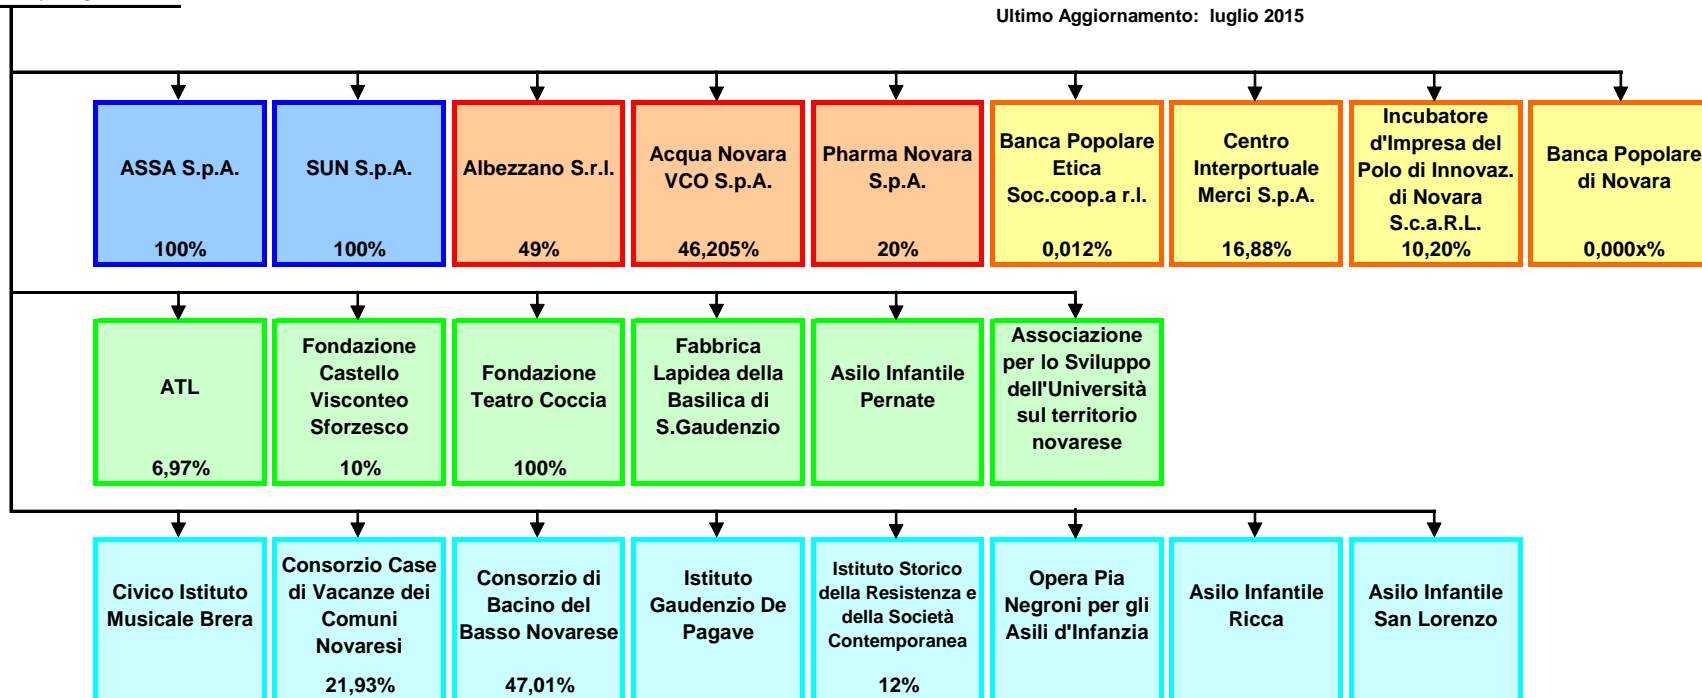 Ultimo Aggiornamento: luglio 2015
ASSA S.p.A.
100%
SUN S.p.A.
100%
Albezzano S.r.l.
49%
Acqua Novara
VCO S.p.A.
46,205%
Pharma Novara
S.p.A.
20%
Banca Popolare
Etica
Soc.coop.a r.l.
0,012%
Centro
Interportuale
Merci S.p.A.
16,88%
Incubatore
d'Impresa del
Polo di Innovaz.
di Novara
S.c.a.R.L.
10,20%
Banca Popolare
di Novara
0,000x%
ATL
6,97%
Fondazione
Castello
Visconteo
Sforzesco
10%
Fondazione
Teatro Coccia
100%
Fabbrica
Lapidea della
Basilica di
S.Gaudenzio
Asilo Infantile
Pernate
Associazione
per lo Sviluppo
dell'Università
sul territorio
novarese
Civico Istituto
Musicale Brera
Consorzio Case
di Vacanze dei
Comuni
Novaresi
21,93%
Consorzio di
Bacino del
Basso Novarese
47,01%
Istituto
Gaudenzio De
Pagave
Istituto Storico
della Resistenza e
della Società
Contemporanea
12%
Opera Pia
Negroni per gli
Asili d'Infanzia
Asilo Infantile
Ricca
Asilo Infantile
San Lorenzo